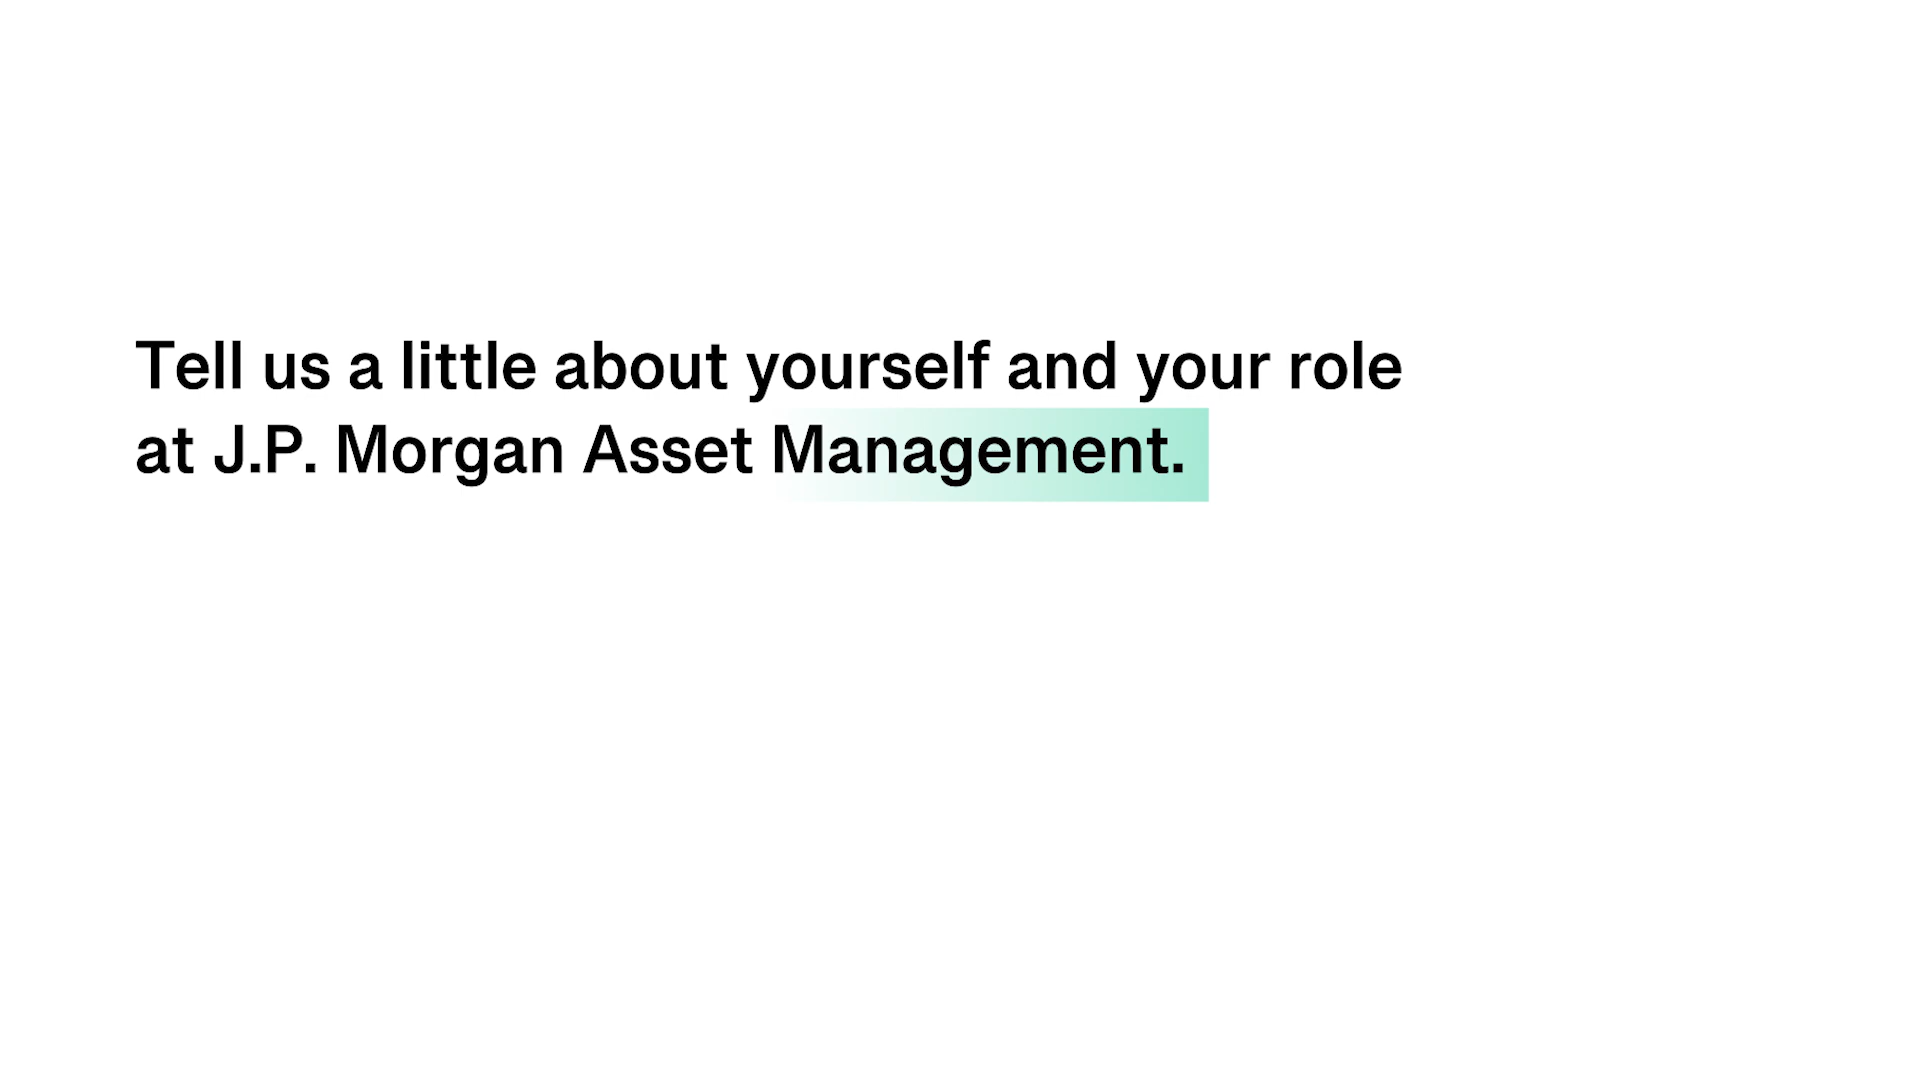 Tell us a little about yourself and your role
at J.P. Morgan Asset Management.